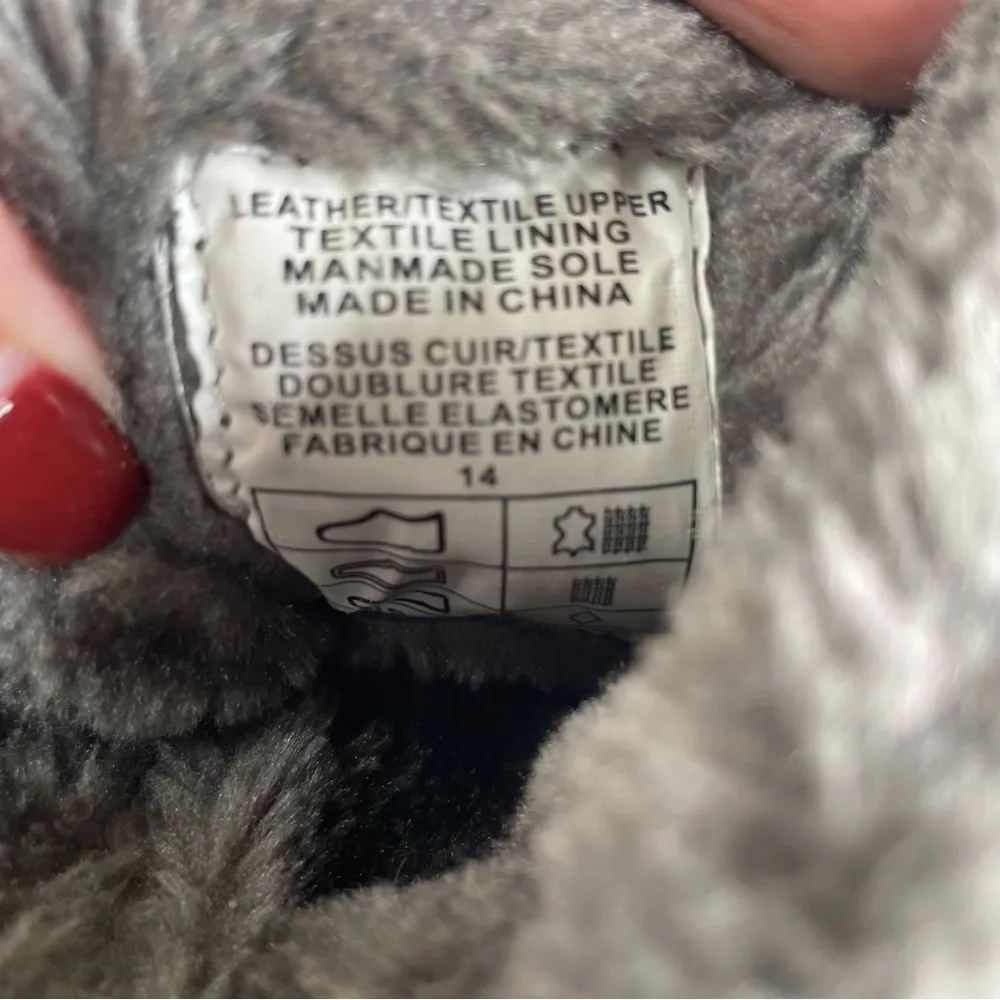 LEATHER/TEXTILE UPPER
TEXTILE LINING
MANMADE SOLE
MADE IN CHINA
DESSUS CUIR/TEXTILE
DOUBLURE TEXTILE
SEMELLE ELASTOMERE
FABRIQUE EN CHINE
14